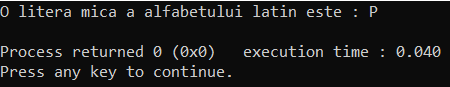 O litera mica a alfabetului latin este : P
Process returned 0 (0x0)   execution time : 0.040
Press any key to continue.